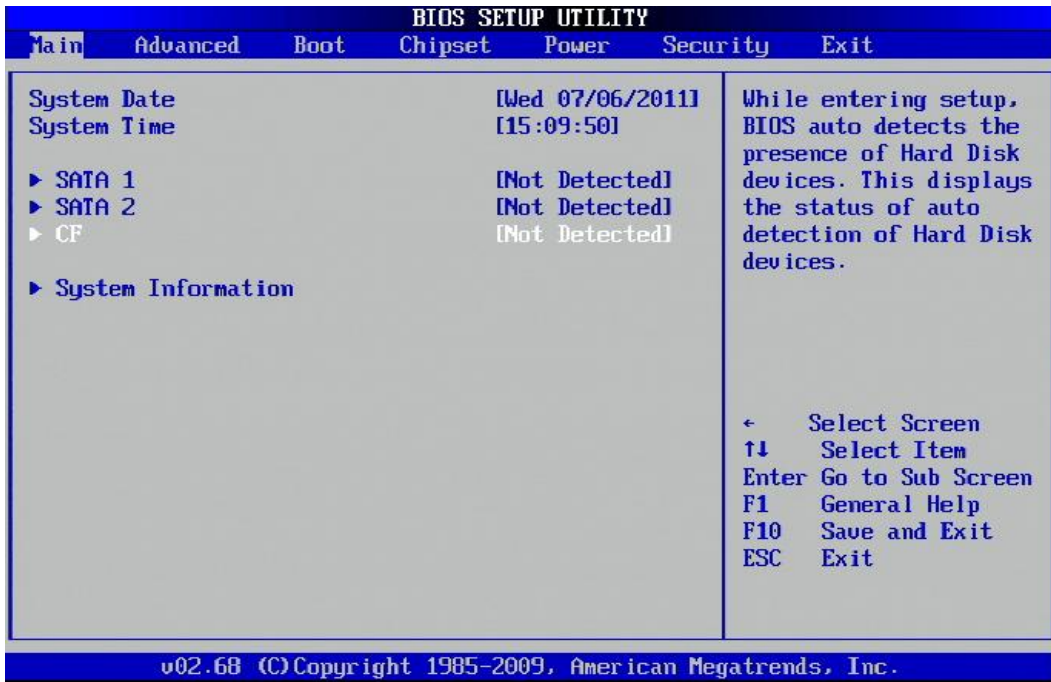 BIOS SETUP UTILITY
Main Advanced Boot Chipset Power Security Exit
System Date [Wed 07/06/2011]
System Time [15:09:50]
▶ SATA 1 [Not Detected]
▶ SATA 2 [Not Detected]
▶ CF [Not Detected]
▶ System Information
While entering setup,
BIOS auto detects the
presence of Hard Disk
devices. This displays
the status of auto
detection of Hard Disk
devices.
← Select Screen
↑↓ Select Item
Enter Go to Sub Screen
F1 General Help
F10 Save and Exit
ESC Exit
v02.68 (C)Copyright 1985-2009, American Megatrends, Inc.